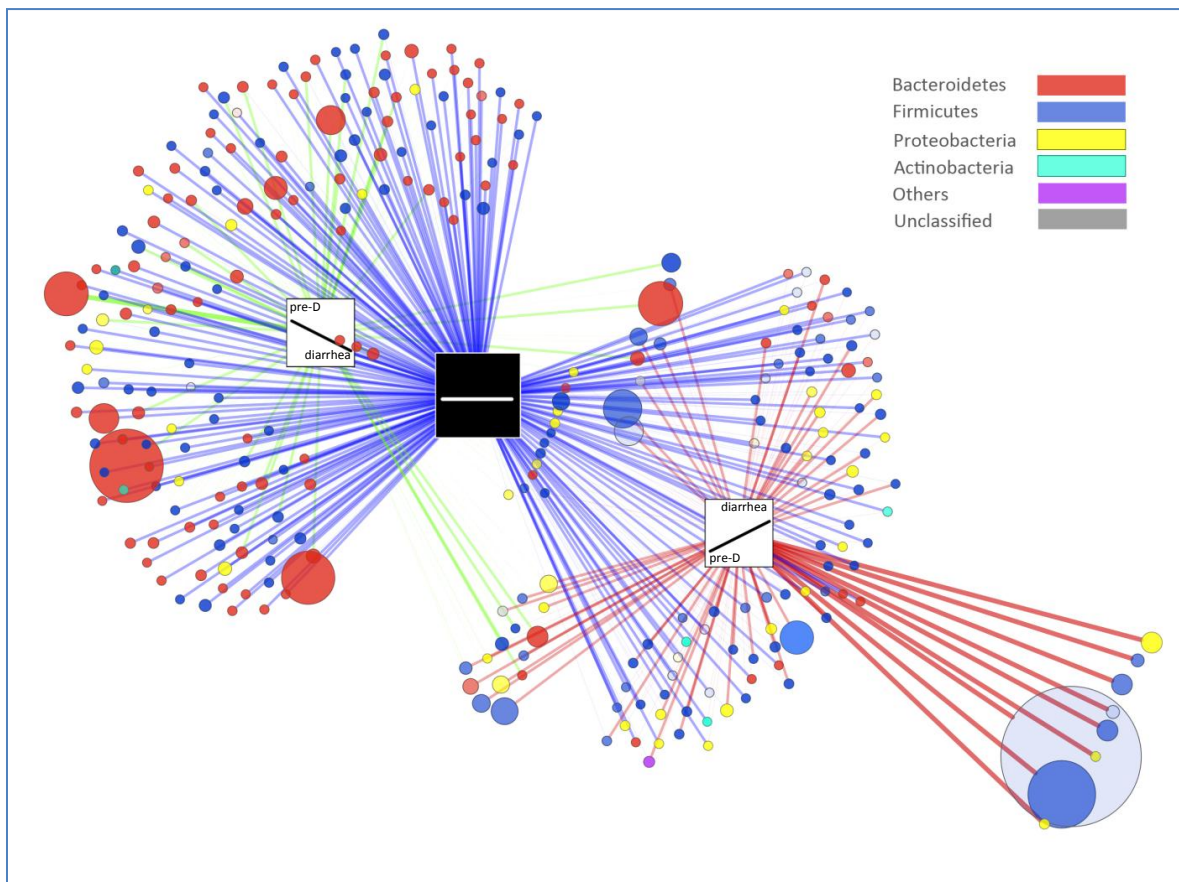 Bacteroidetes
Firmicutes
Proteobacteria
Actinobacteria
Others
Unclassified
pre-D
diarrhea
diarrhea
pre-D